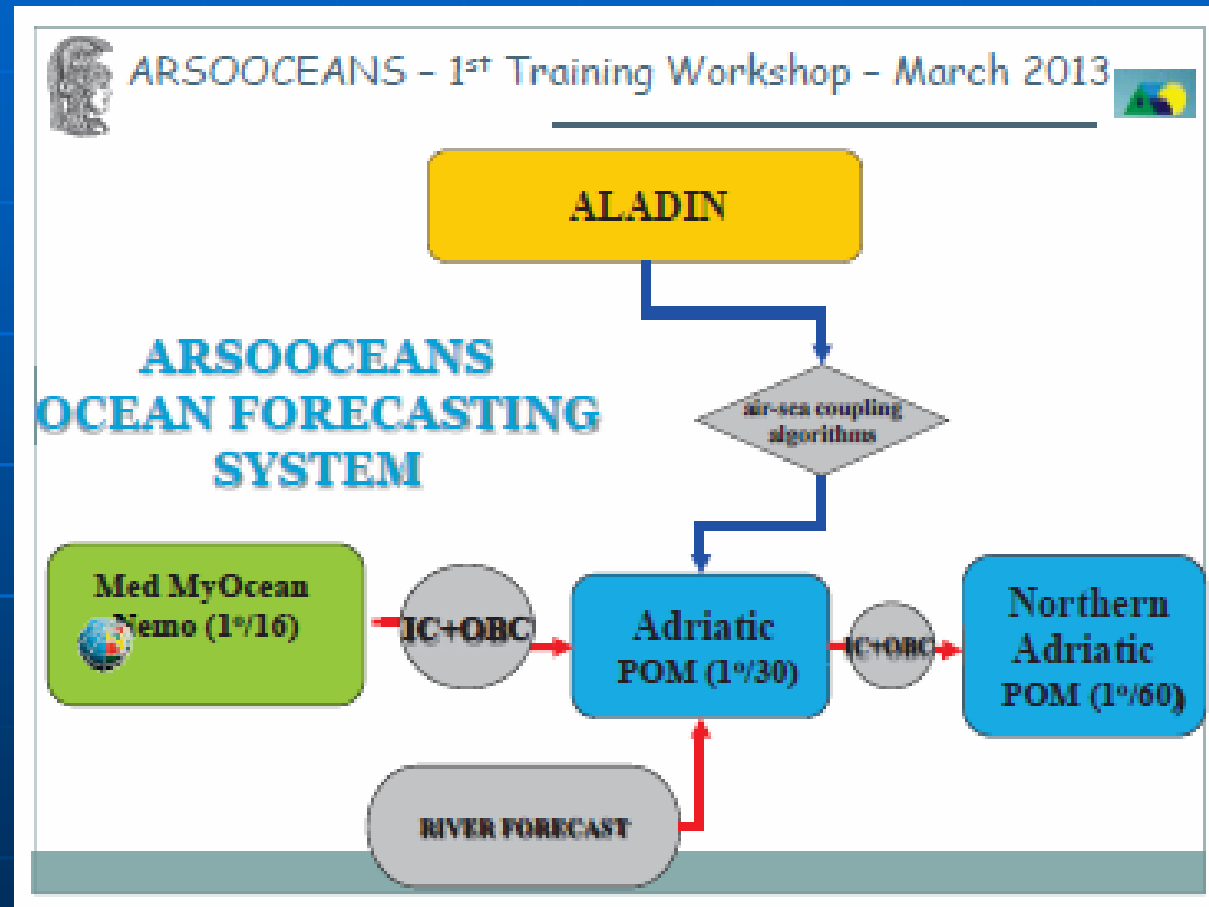 ARSOOCEANS – 1st Training Workshop – March 2013
ALADIN
ARSOOCEANS
OCEAN FORECASTING
SYSTEM
air-sea coupling
algorithms
Med MyOcean
Nemo (1°/16)
IC+OBC
Adriatic
POM (1°/30)
IC+OBC
Northern
Adriatic
POM (1°/60)
RIVER FORECAST